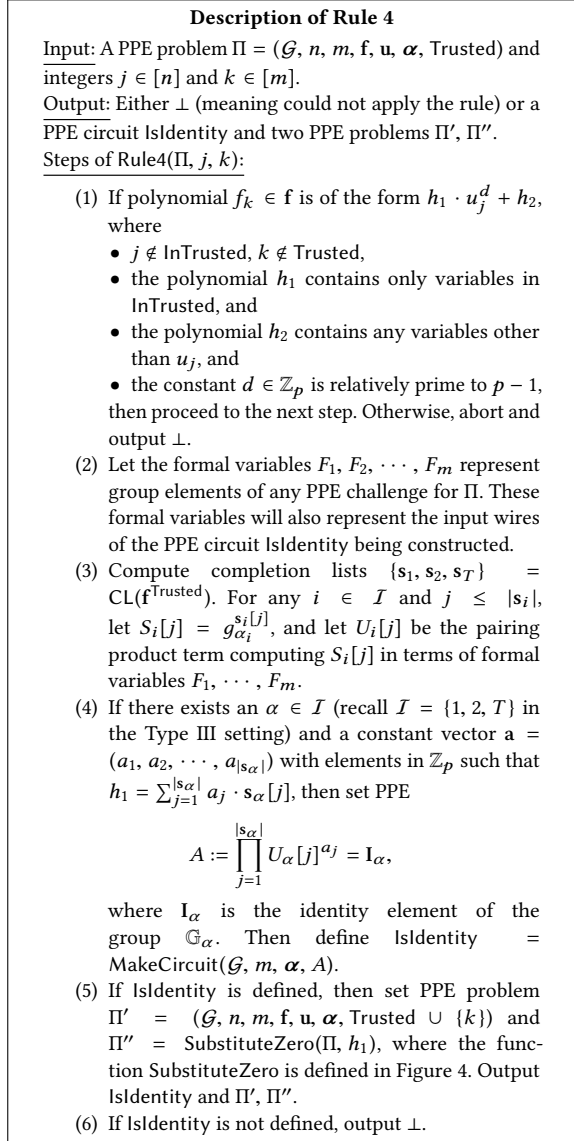 Description of Rule 4
Input: A PPE problem Π = (𝒢, n, m, f, u, α, Trusted) and
integers j ∈ [n] and k ∈ [m].
Output: Either ⊥ (meaning could not apply the rule) or a
PPE circuit IsIdentity and two PPE problems Π′, Π′′.
Steps of Rule4(Π, j, k):
(1) If polynomial f_k ∈ f is of the form h_1 · u_j^d + h_2,
where
• j ∉ InTrusted, k ∉ Trusted,
• the polynomial h_1 contains only variables in
InTrusted, and
• the polynomial h_2 contains any variables other
than u_j, and
• the constant d ∈ ℤ_p is relatively prime to p − 1,
then proceed to the next step. Otherwise, abort and
output ⊥.
(2) Let the formal variables F_1, F_2, · · · , F_m represent
group elements of any PPE challenge for Π. These
formal variables will also represent the input wires
of the PPE circuit IsIdentity being constructed.
(3) Compute completion lists {s_1, s_2, s_T} =
CL(f^Trusted). For any i ∈ ℐ and j ≤ |s_i|,
let S_i[j] = g_{α_i}^{s_i[j]}, and let U_i[j] be the pairing
product term computing S_i[j] in terms of formal
variables F_1, · · · , F_m.
(4) If there exists an α ∈ ℐ (recall ℐ = {1, 2, T} in
the Type III setting) and a constant vector a =
(a_1, a_2, · · · , a_{|s_α|}) with elements in ℤ_p such that
h_1 = ∑_{j=1}^{|s_α|} a_j · s_α[j], then set PPE
A := ∏_{j=1}^{|s_α|} U_α[j]^{a_j} = I_α,
where I_α is the identity element of the
group 𝔾_α. Then define IsIdentity =
MakeCircuit(𝒢, m, α, A).
(5) If IsIdentity is defined, then set PPE problem
Π′ = (𝒢, n, m, f, u, α, Trusted ∪ {k}) and
Π′′ = SubstituteZero(Π, h_1), where the func-
tion SubstituteZero is defined in Figure 4. Output
IsIdentity and Π′, Π′′.
(6) If IsIdentity is not defined, output ⊥.